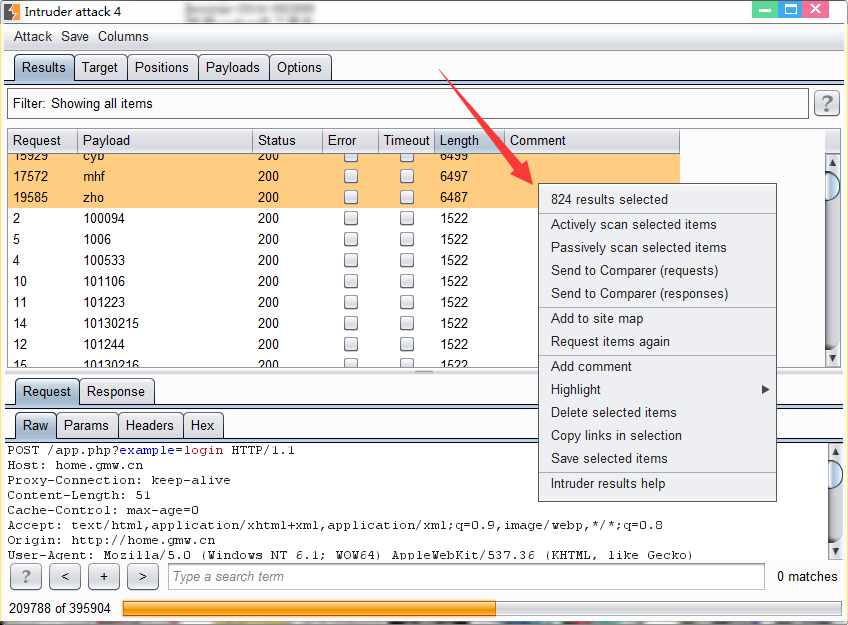 Intruder attack 4
Attack Save Columns
Results Target Positions Payloads Options
Filter: Showing all items ?
Request Payload Status Error Timeout Length Comment
15929 cyb 200 6499
17572 mhf 200 6497
19585 zho 200 6487
2 100094 200 1522
5 1006 200 1522
4 100533 200 1522
10 101106 200 1522
11 101223 200 1522
14 10130215 200 1522
12 101244 200 1522
15 10130216 200 1522
824 results selected
Actively scan selected items
Passively scan selected items
Send to Comparer (requests)
Send to Comparer (responses)
Add to site map
Request items again
Add comment
Highlight
Delete selected items
Copy links in selection
Save selected items
Intruder results help
Request Response
Raw Params Headers Hex
POST /app.php?example=login HTTP/1.1
Host: home.gmw.cn
Proxy-Connection: keep-alive
Content-Length: 51
Cache-Control: max-age=0
Accept: text/html,application/xhtml+xml,application/xml;q=0.9,image/webp,*/*;q=0.8
Origin: http://home.gmw.cn
User-Agent: Mozilla/5.0 (Windows NT 6.1; WOW64) AppleWebKit/537.36 (KHTML, like Gecko)
? < + > Type a search term 0 matches
209788 of 395904